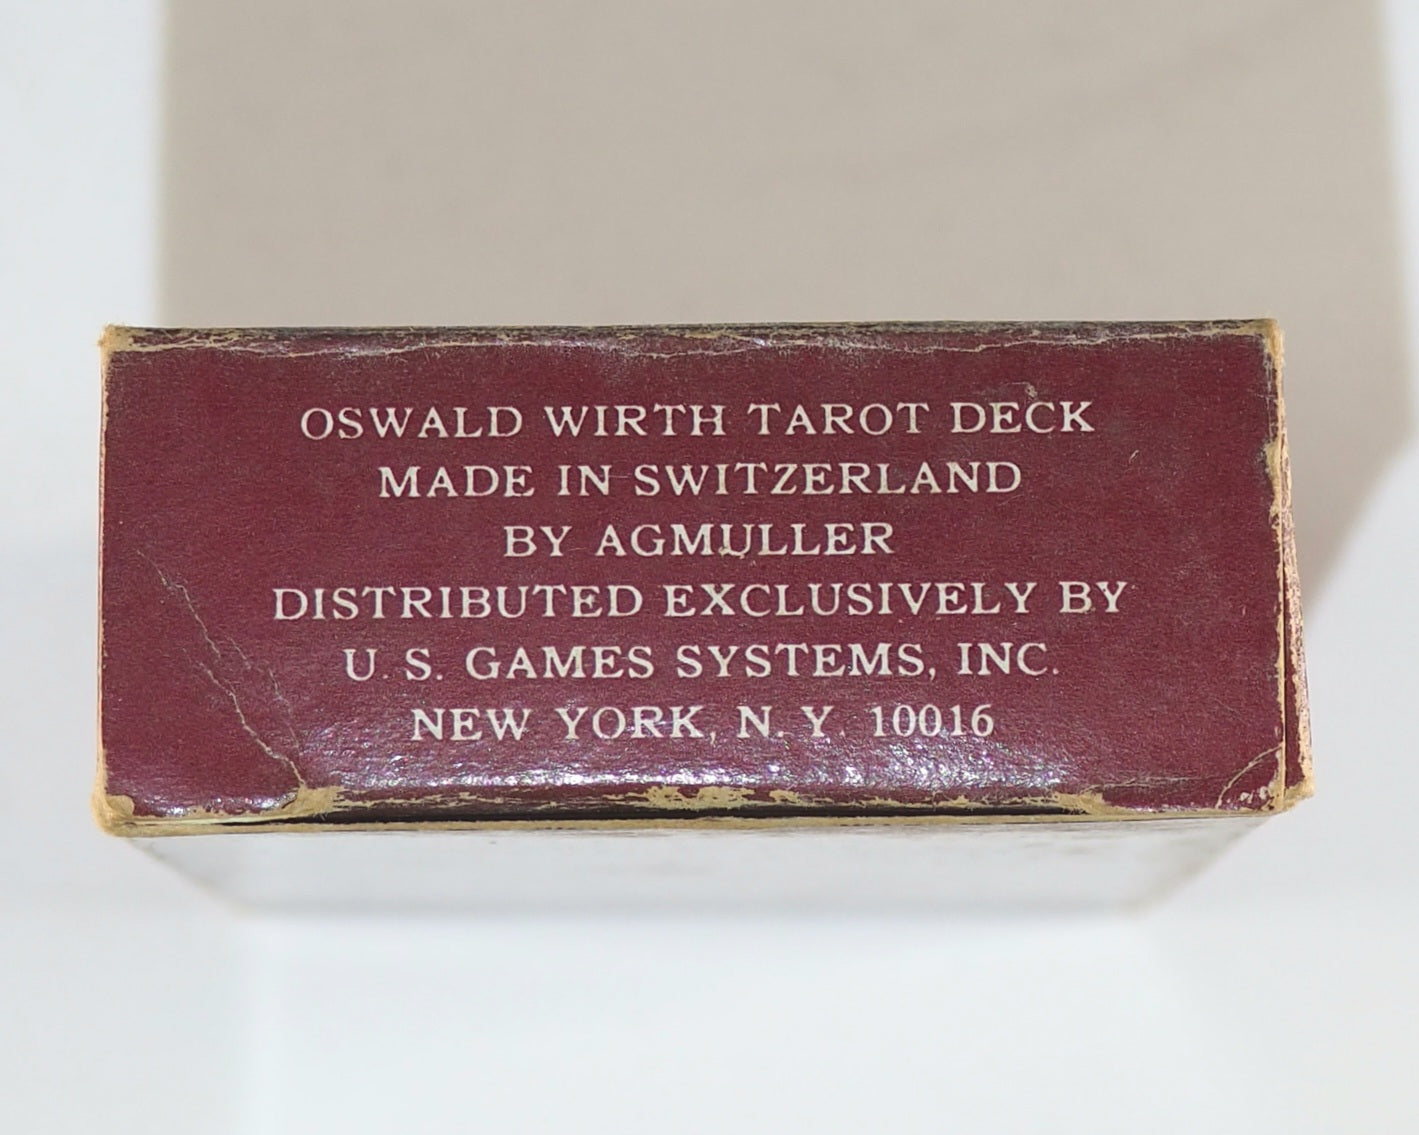 OSWALD WIRTH TAROT DECK
MADE IN SWITZERLAND
BY AGMULLER
DISTRIBUTED EXCLUSIVELY BY
U. S. GAMES SYSTEMS, INC.
NEW YORK, N. Y. 10016